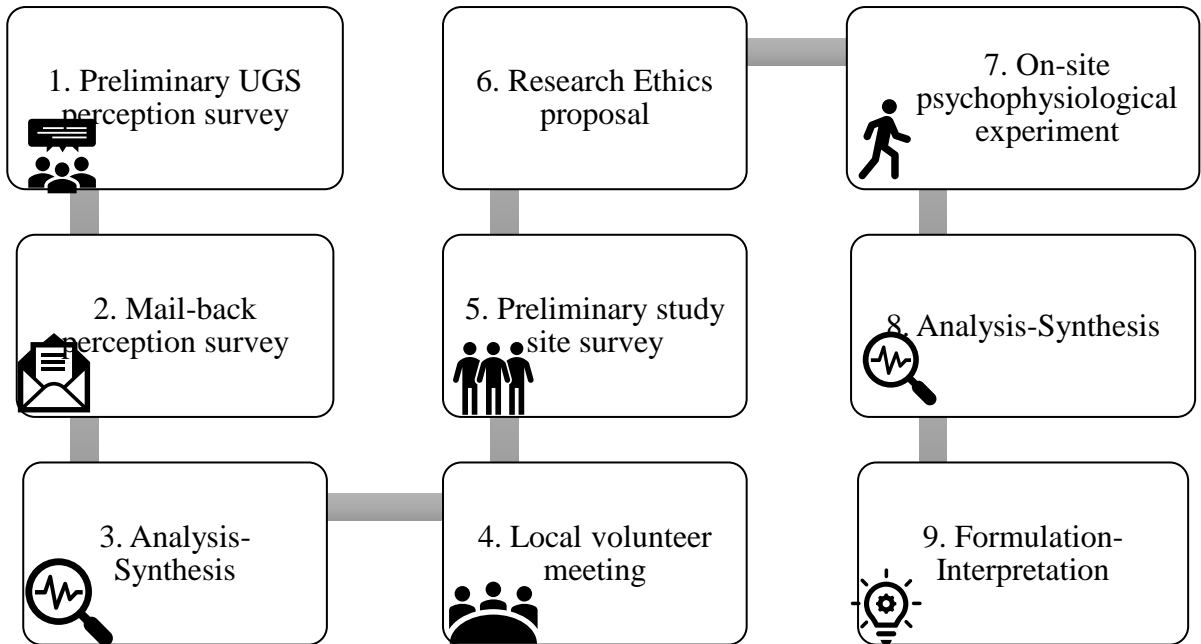 1. Preliminary UGS
perception survey
2. Mail-back
perception survey
3. Analysis-
Synthesis
4. Local volunteer
meeting
5. Preliminary study
site survey
6. Research Ethics
proposal
7. On-site
psychophysiological
experiment
8. Analysis-Synthesis
9. Formulation-
Interpretation